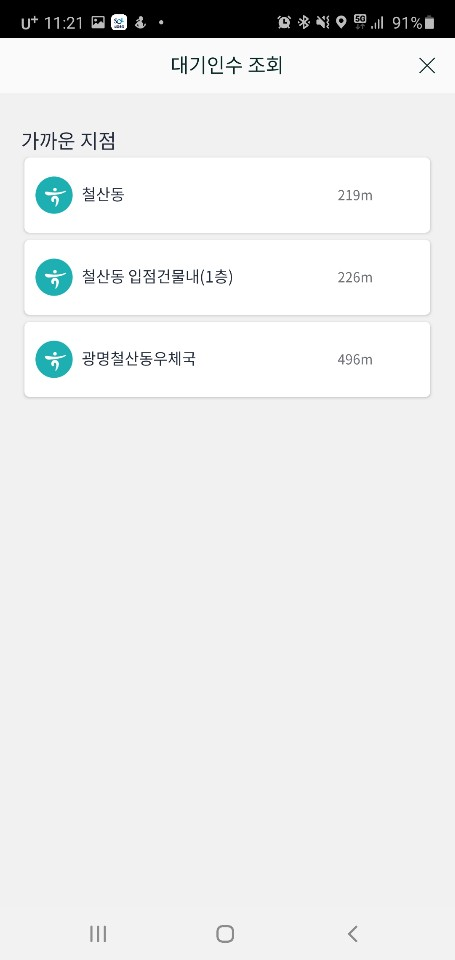 U+ 11:21 91%
대기인수 조회
가까운 지점
철산동 219m
철산동 입점건물내(1층) 226m
광명철산동우체국 496m